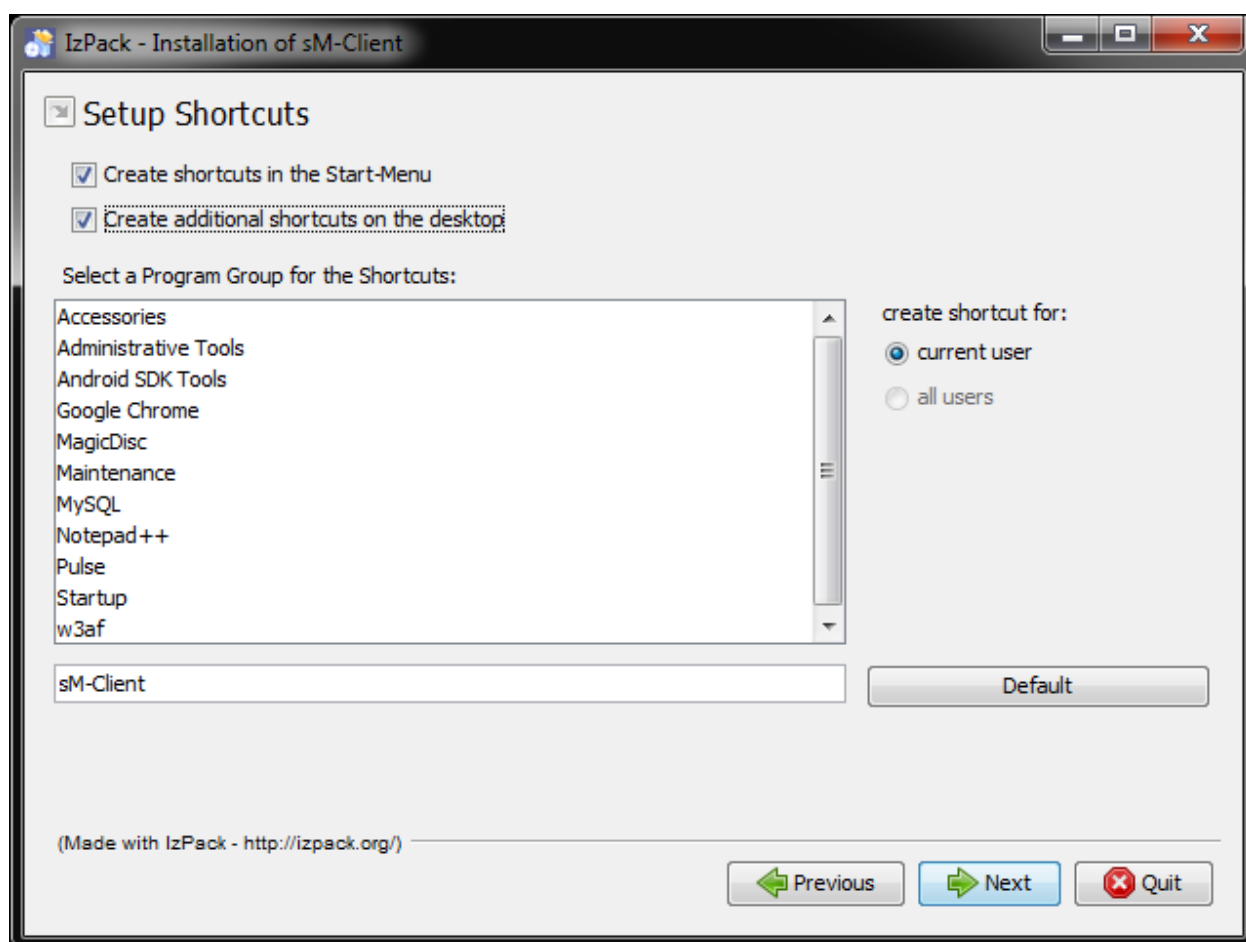 IzPack - Installation of sM-Client
Setup Shortcuts
Create shortcuts in the Start-Menu
Create additional shortcuts on the desktop
Select a Program Group for the Shortcuts:
Accessories
Administrative Tools
Android SDK Tools
Google Chrome
MagicDisc
Maintenance
MySQL
Notepad++
Pulse
Startup
w3af
create shortcut for:
current user
all users
sM-Client
Default
(Made with IzPack - http://izpack.org/)
Previous
Next
Quit